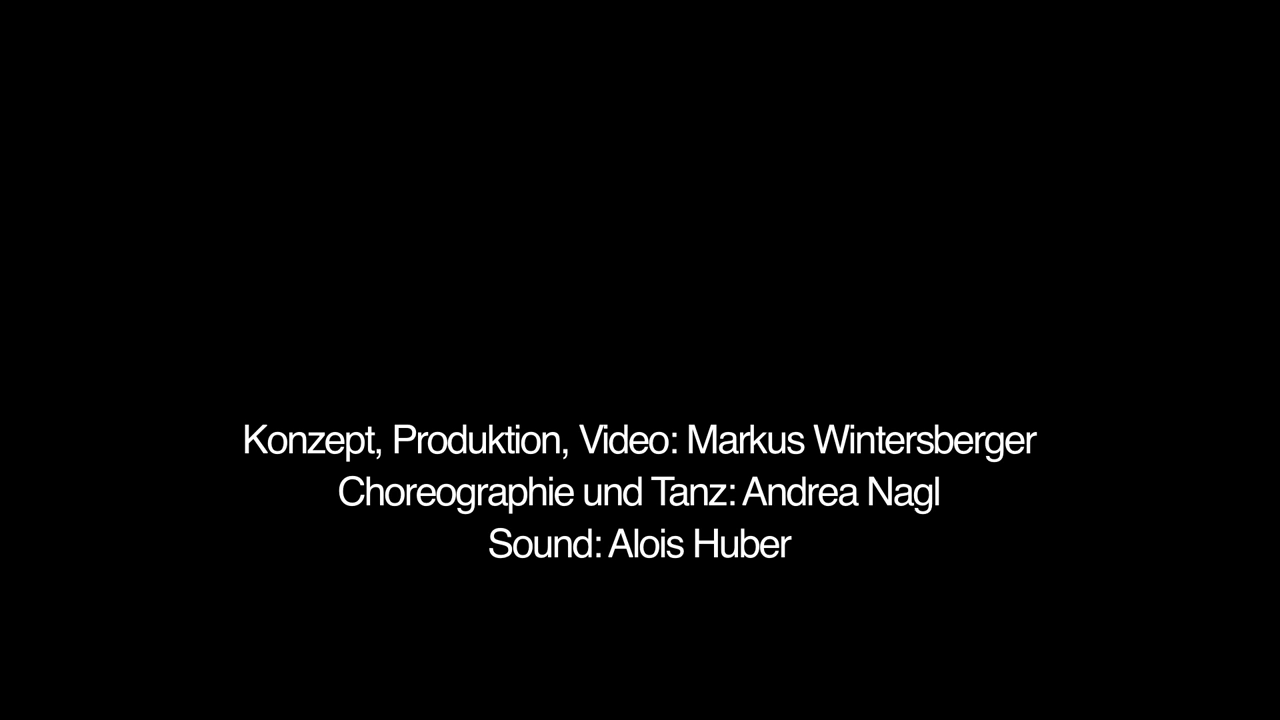 Konzept, Produktion, Video: Markus Wintersberger
Choreographie und Tanz: Andrea Nagl
Sound: Alois Huber